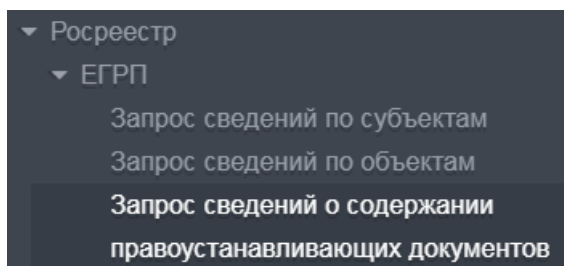 Росреестр
ЕГРП
Запрос сведений по субъектам
Запрос сведений по объектам
Запрос сведений о содержании
правоустанавливающих документов